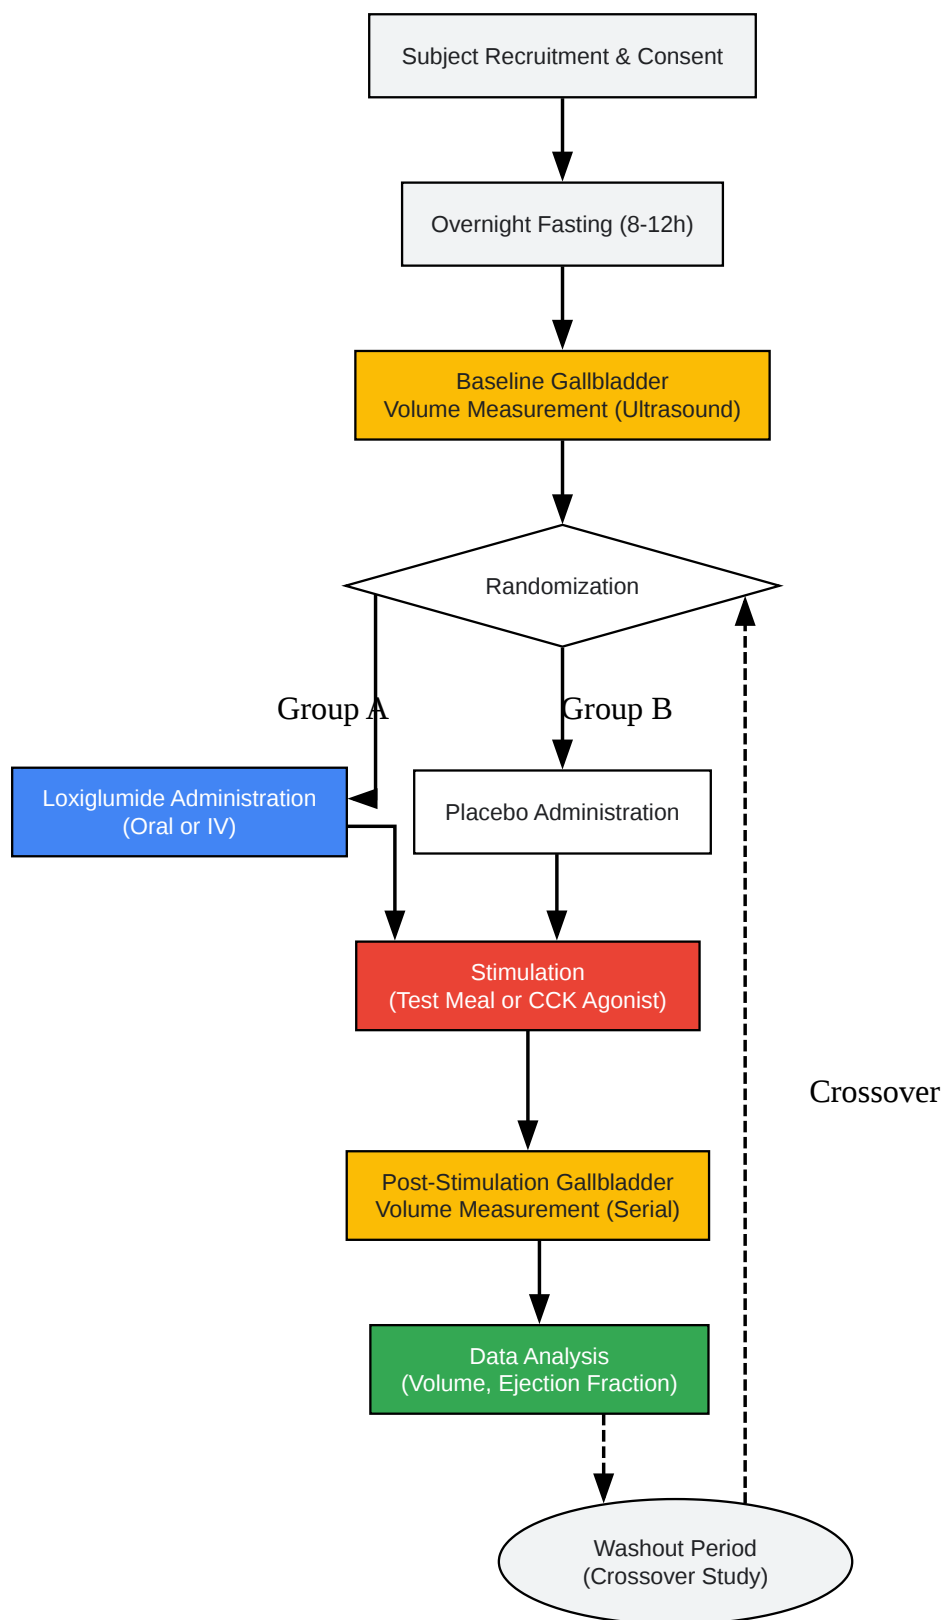 Subject Recruitment & Consent
Overnight Fasting (8-12h)
Baseline Gallbladder
Volume Measurement (Ultrasound)
Randomization
Group A
Group B
Loxiglumide Administration
(Oral or IV)
Placebo Administration
Stimulation
(Test Meal or CCK Agonist)
Crossover
Post-Stimulation Gallbladder
Volume Measurement (Serial)
Data Analysis
(Volume, Ejection Fraction)
Washout Period
(Crossover Study)